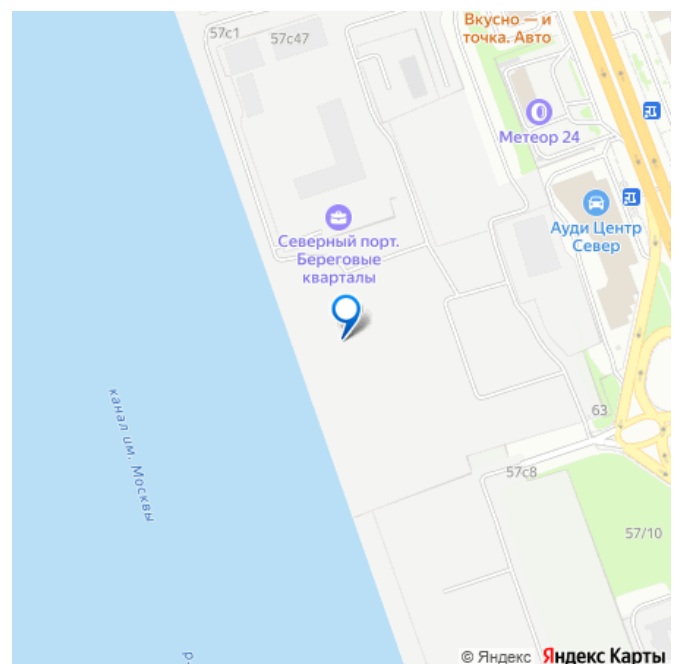 Вкусно — и
точка. Авто
57с1
57с47
Метеор 24
Ауди Центр
Север
Северный порт.
Береговые
кварталы
канал им. Москвы
63
57с8
57/10
р-
© Яндекс Яндекс Карты